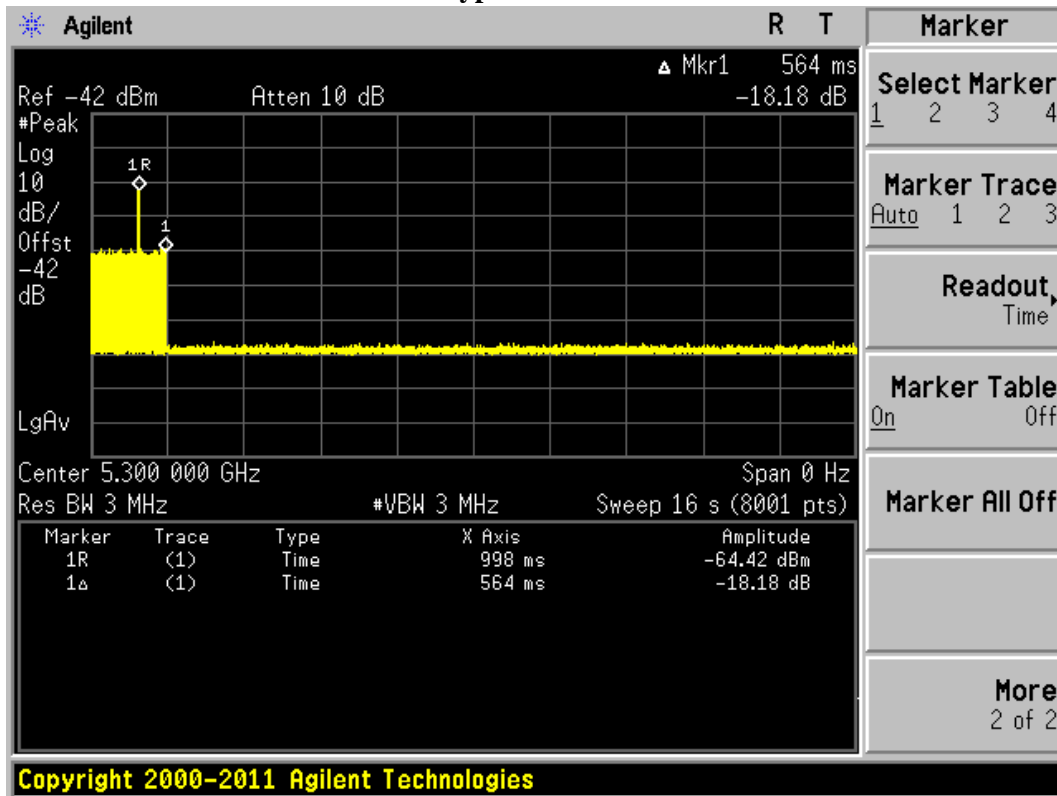 Agilent R T
Marker
Δ Mkr1 564 ms
Ref -42 dBm Atten 10 dB -18.18 dB
#Peak
Log
10
dB/
Offst
-42
dB
1R
1
LgAv
Center 5.300 000 GHz Span 0 Hz
Res BW 3 MHz #VBW 3 MHz Sweep 16 s (8001 pts)
Marker Trace Type X Axis Amplitude
1R (1) Time 998 ms -64.42 dBm
1Δ (1) Time 564 ms -18.18 dB
Select Marker
1 2 3 4
Marker Trace
Auto 1 2 3
Readout
Time
Marker Table
On Off
Marker All Off
More
2 of 2
Copyright 2000-2011 Agilent Technologies